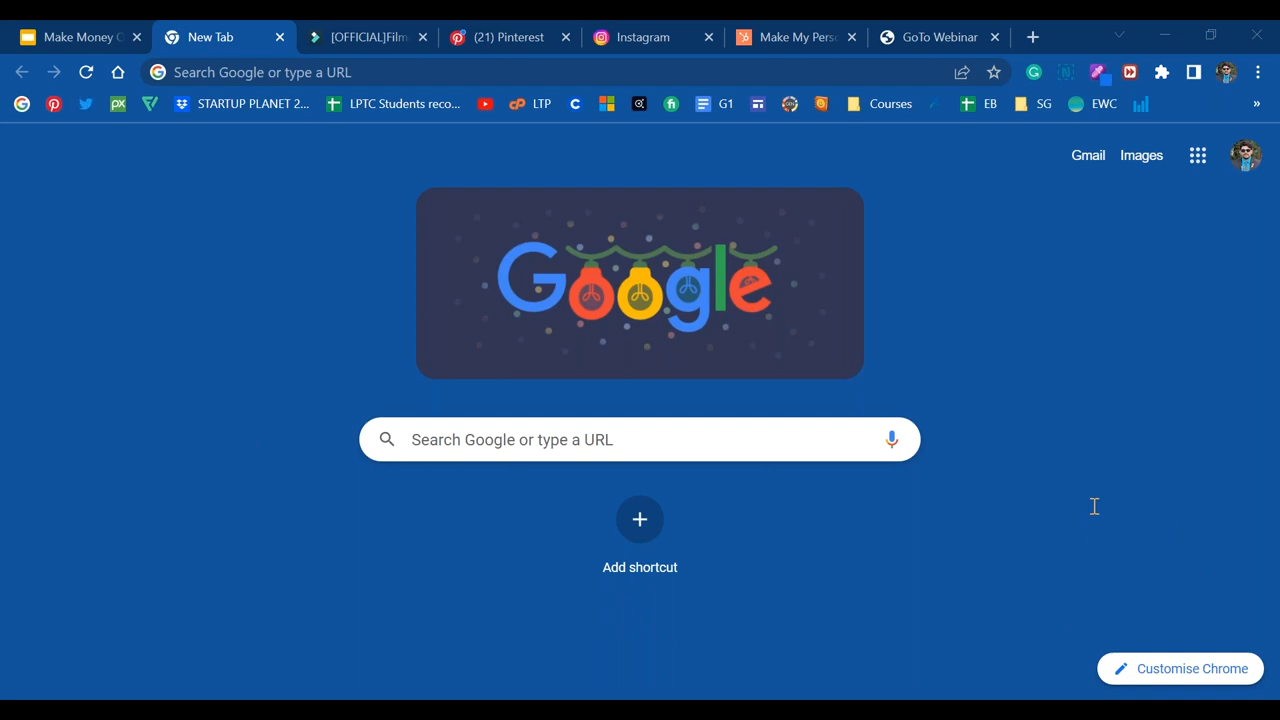 Make Money C
New Tab
[OFFICIAL]Film
(21) Pinterest
Instagram
Make My Pers
GoTo Webinar
Search Google or type a URL
STARTUP PLANET 2...
LPTC Students reco...
LTP
G1
Courses
EB
SG
EWC
Gmail
Images
Google
Search Google or type a URL
Add shortcut
Customise Chrome